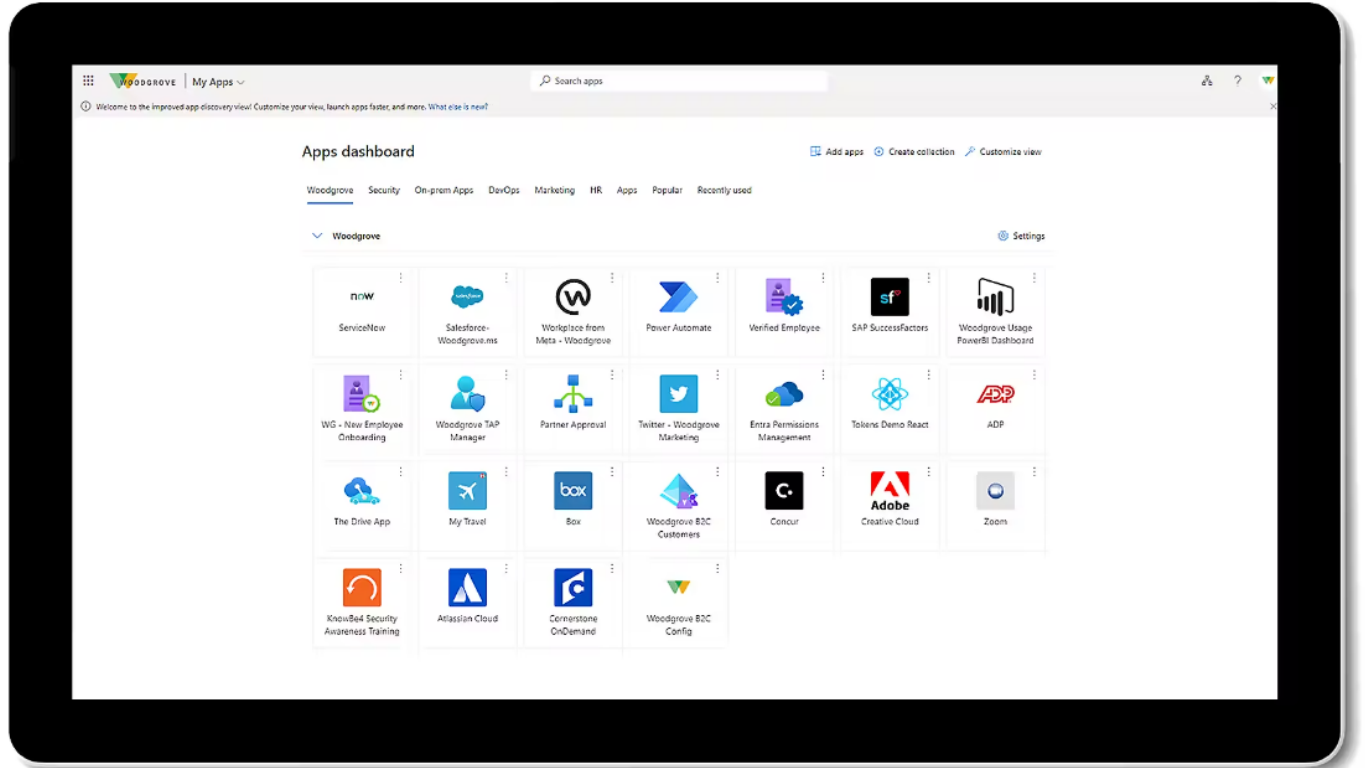 WOODGROVE
My Apps
Search apps
Welcome to the improved app discovery view! Customize your view, launch apps faster, and more. What else is new?
Apps dashboard
Add apps
Create collection
Customize view
Woodgrove
Security
On-prem Apps
DevOps
Marketing
HR
Apps
Popular
Recently used
Woodgrove
Settings
now
ServiceNow
salesforce
Salesforce-
Woodgrove.ms
Workplace from
Meta - Woodgrove
Power Automate
Verified Employee
sf
SAP SuccessFactors
Woodgrove Usage
PowerBI Dashboard
WG - New Employee
Onboarding
Woodgrove TAP
Manager
Partner Approval
Twitter - Woodgrove
Marketing
Entra Permissions
Management
Tokens Demo React
ADP
ADP
The Drive App
My Travel
box
Box
Woodgrove B2C
Customers
C.
Concur
Adobe
Creative Cloud
Zoom
KnowBe4 Security
Awareness Training
Atlassian Cloud
Cornerstone
OnDemand
Woodgrove B2C
Config